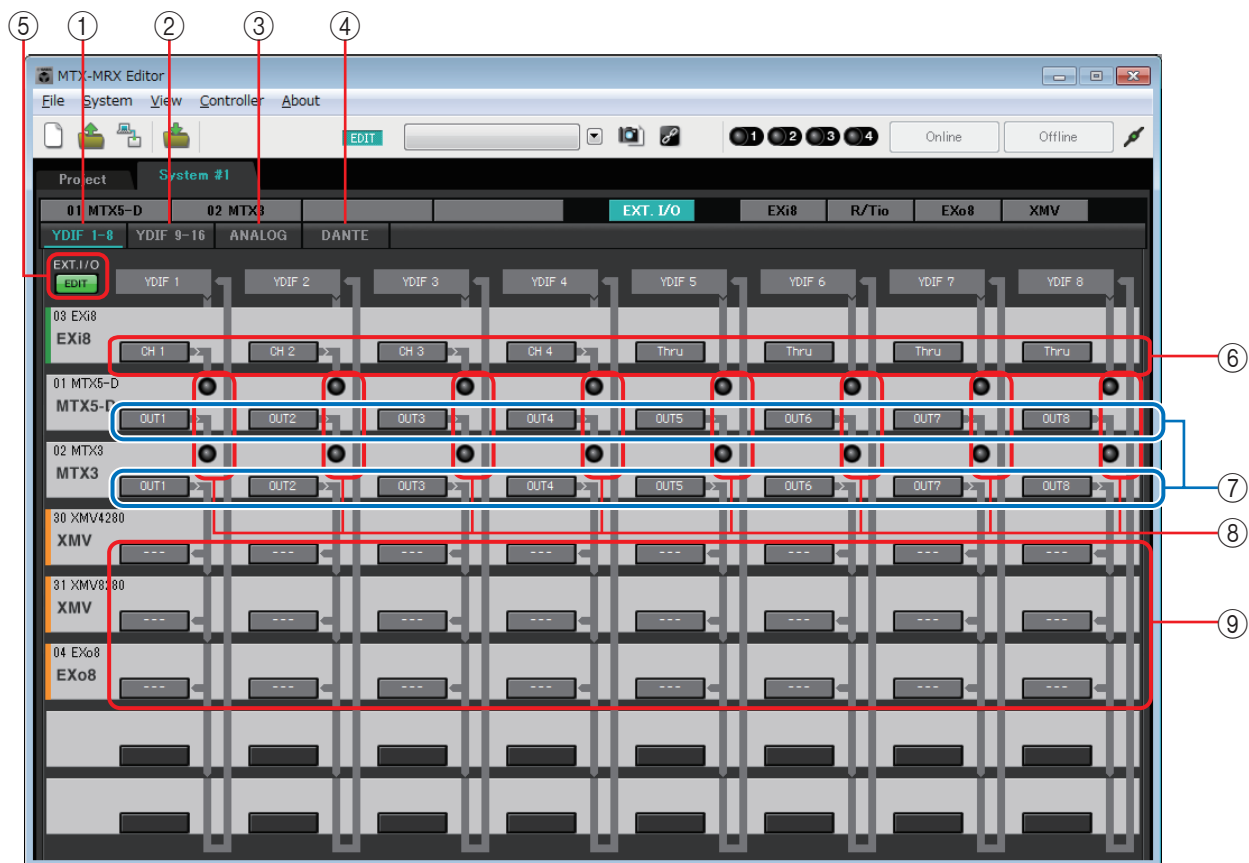 ⑤ ① ② ③ ④
MTX-MRX Editor
File System View Controller About
EDIT 1 2 3 4 Online Offline
Project System #1
01 MTX5-D 02 MTX3 EXT. I/O EXi8 R/Tio EXo8 XMV
YDIF 1-8 YDIF 9-16 ANALOG DANTE
EXT.I/O
EDIT YDIF 1 YDIF 2 YDIF 3 YDIF 4 YDIF 5 YDIF 6 YDIF 7 YDIF 8
03 EXi8
EXi8
CH 1 CH 2 CH 3 CH 4 Thru Thru Thru Thru ⑥
01 MTX5-D
MTX5-D
OUT1 OUT2 OUT3 OUT4 OUT5 OUT6 OUT7 OUT8
02 MTX3
MTX3
OUT1 OUT2 OUT3 OUT4 OUT5 OUT6 OUT7 OUT8 ⑦
30 XMV4280
⑧
XMV
--- --- --- --- --- --- --- ---
31 XMV8280
XMV
--- --- --- --- --- --- --- --- ⑨
04 EXo8
EXo8
--- --- --- --- --- --- --- ---